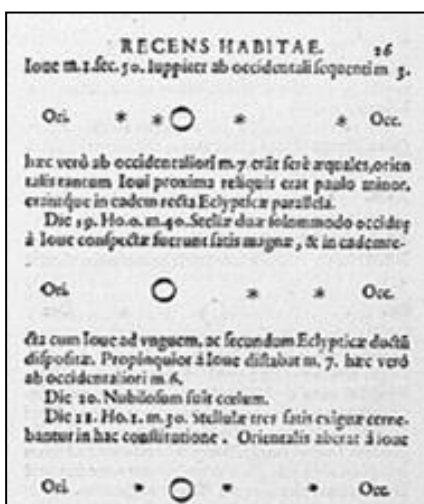 RECENS HABITAE. 26
Ioue m.1.sec.50. Iuppiter ab occidentali sequenti m 3.
Ori. * * O * * Occ.
hæc verò ab occidentaliori m.7. erāt ferè æquales, orien
talis tantum Ioui proxima reliquis erat paulo minor,
erantque in eadem recta Eclypticæ parallela.
Die 19. Ho.0. m.40. Stellæ duæ solummodo occiduę
à Ioue conspectæ fuerunt satis magnæ, & in eadem re-
Ori. O * * Occ.
cta cum Ioue ad vnguem, ac secundum Eclypticæ ductū
dispositæ. Propinquior à Ioue distabat m. 7. hæc verò
ab occidentaliori m.6.
Die 20. Nubilosum fuit cœlum.
Die 21. Ho.1. m.30. Stellulæ tres satis exiguæ cerne-
bantur in hac constitutione. Orientalis aberat à Ioue
Ori. * O * * Occ.